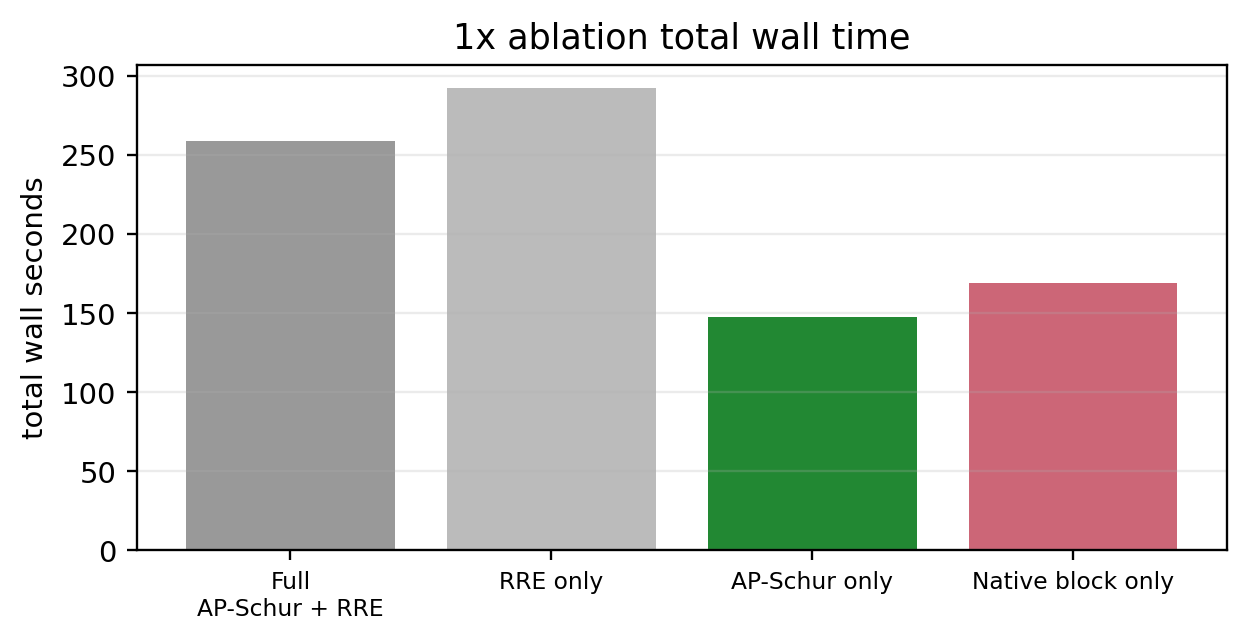 1x ablation total wall time
total wall seconds
300
250
200
150
100
50
0
Full
AP-Schur + RRE
RRE only
AP-Schur only
Native block only